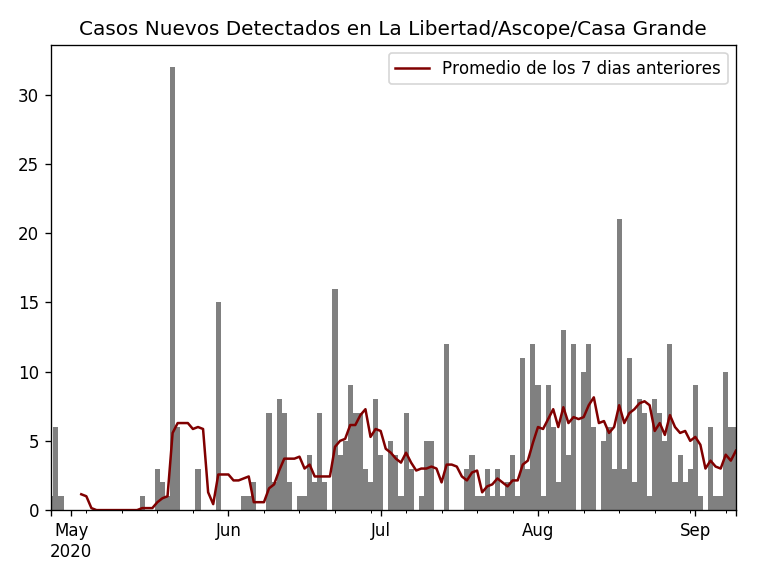 Casos Nuevos Detectados en La Libertad/Ascope/Casa Grande
Promedio de los 7 dias anteriores
30
25
20
15
10
5
0
May Jun Jul Aug Sep
2020